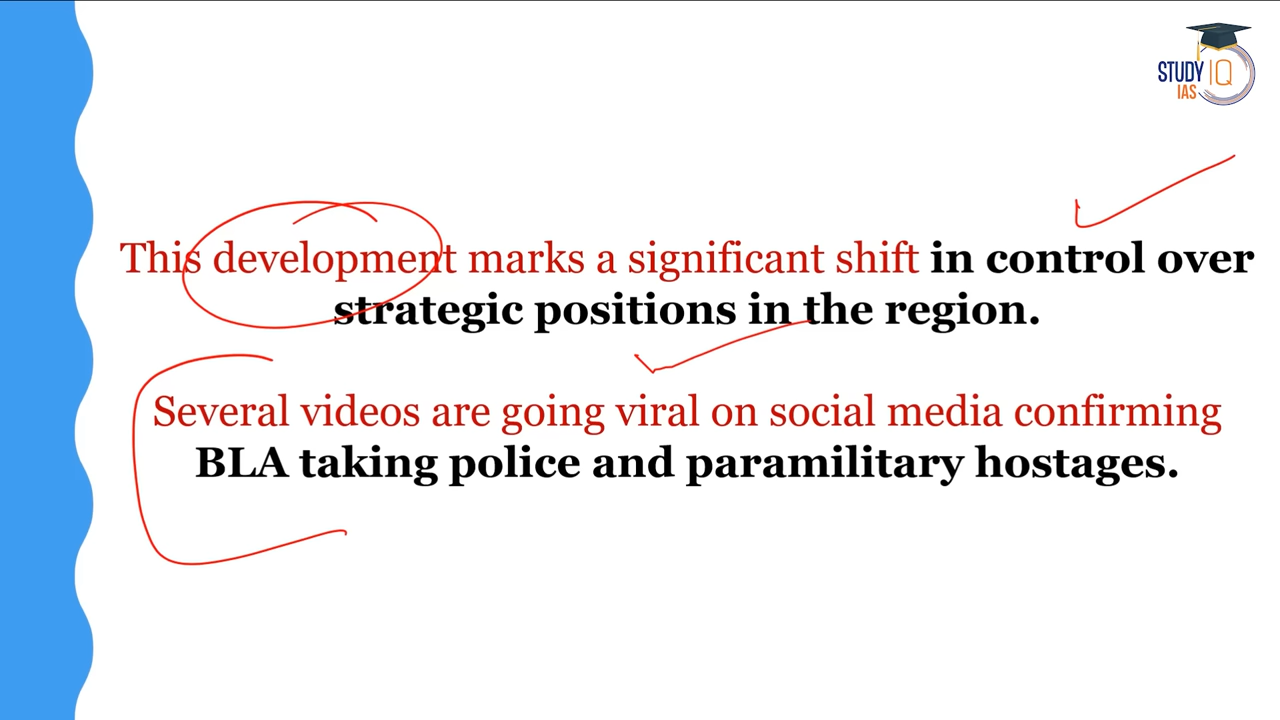 STUDY IQ
IAS
This development marks a significant shift in control over
strategic positions in the region.
Several videos are going viral on social media confirming
BLA taking police and paramilitary hostages.